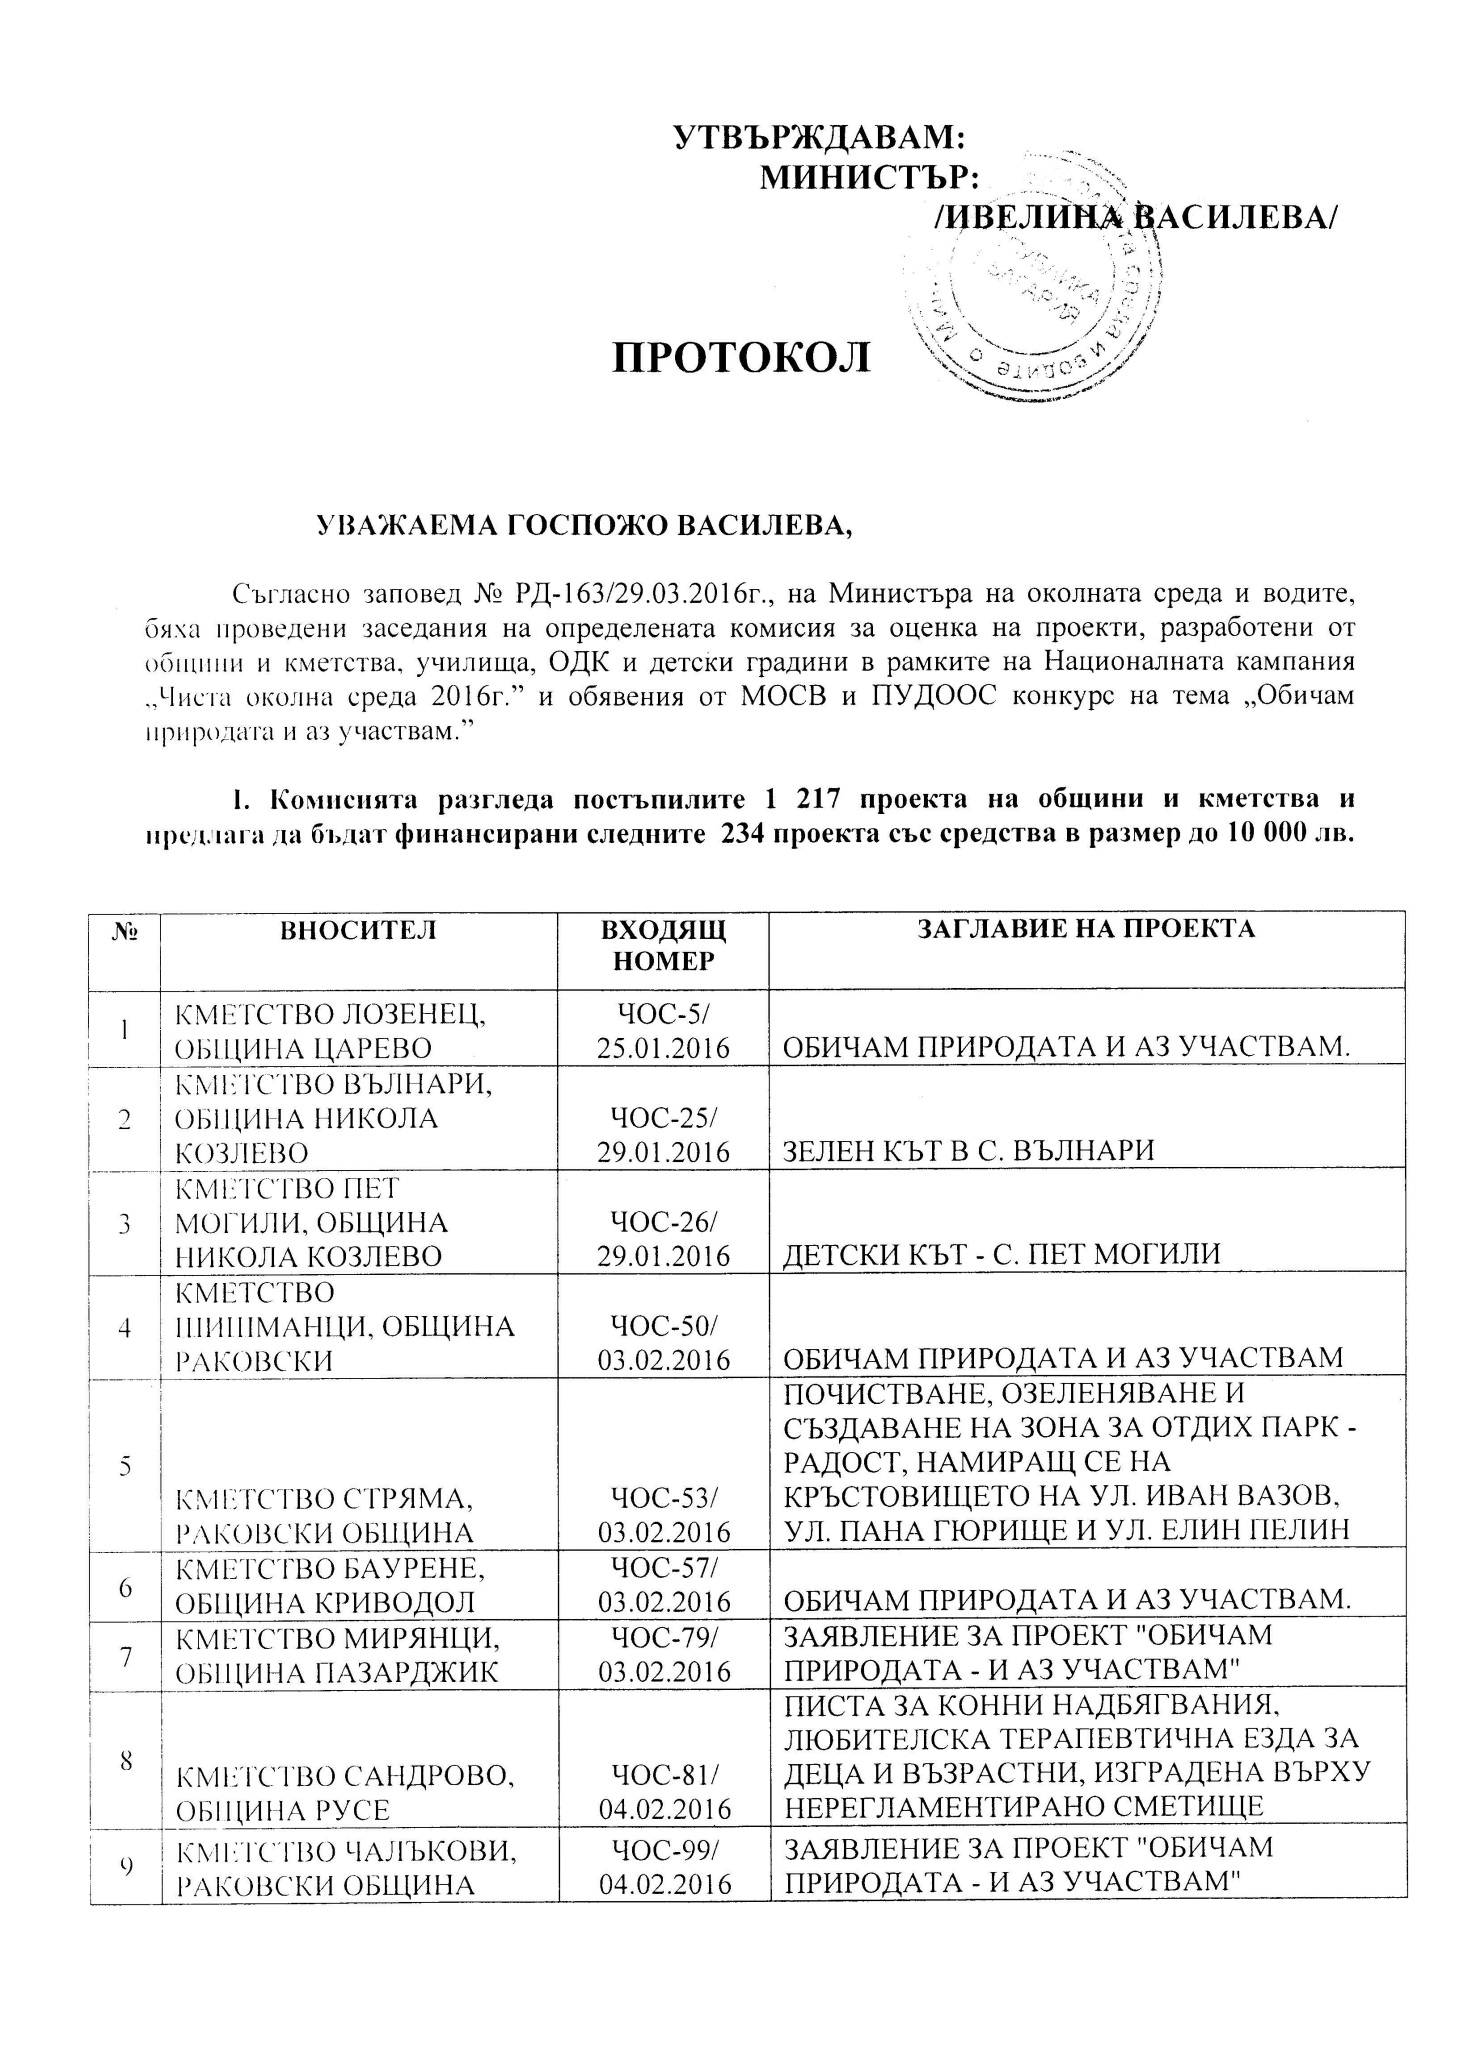 УТВЪРЖДАВАМ:
МИНИСТЪР:
/ИВЕЛИНА ВАСИЛЕВА/
ПРОТОКОЛ
УВАЖАЕМА ГОСПОЖО ВАСИЛЕВА,
Съгласно заповед № РД-163/29.03.2016г., на Министъра на околната среда и водите,
бяха проведени заседания на определената комисия за оценка на проекти, разработени от
общини и кметства, училища, ОДК и детски градини в рамките на Националната кампания
„Чиста околна среда 2016г.” и обявения от МОСВ и ПУДООС конкурс на тема „Обичам
природата и аз участвам.”
I. Комисията разгледа постъпилите 1 217 проекта на общини и кметства и
предлага да бъдат финансирани следните 234 проекта със средства в размер до 10 000 лв.
№ ВНОСИТЕЛ ВХОДЯЩ ЗАГЛАВИЕ НА ПРОЕКТА
НОМЕР
1 КМЕТСТВО ЛОЗЕНЕЦ, ЧОС-5/
ОБЩИНА ЦАРЕВО 25.01.2016 ОБИЧАМ ПРИРОДАТА И АЗ УЧАСТВАМ.
КМЕТСТВО ВЪЛНАРИ,
2 ОБЩИНА НИКОЛА ЧОС-25/
КОЗЛЕВО 29.01.2016 ЗЕЛЕН КЪТ В С. ВЪЛНАРИ
КМЕТСТВО ПЕТ
3 МОГИЛИ, ОБЩИНА ЧОС-26/
НИКОЛА КОЗЛЕВО 29.01.2016 ДЕТСКИ КЪТ - С. ПЕТ МОГИЛИ
КМЕТСТВО
4 ШИШМАНЦИ, ОБЩИНА ЧОС-50/
РАКОВСКИ 03.02.2016 ОБИЧАМ ПРИРОДАТА И АЗ УЧАСТВАМ
ПОЧИСТВАНЕ, ОЗЕЛЕНЯВАНЕ И
СЪЗДАВАНЕ НА ЗОНА ЗА ОТДИХ ПАРК -
5 РАДОСТ, НАМИРАЩ СЕ НА
КМЕТСТВО СТРЯМА, ЧОС-53/ КРЪСТОВИЩЕТО НА УЛ. ИВАН ВАЗОВ,
РАКОВСКИ ОБЩИНА 03.02.2016 УЛ. ПАНА ГЮРИЩЕ И УЛ. ЕЛИН ПЕЛИН
6 КМЕТСТВО БАУРЕНЕ, ЧОС-57/
ОБЩИНА КРИВОДОЛ 03.02.2016 ОБИЧАМ ПРИРОДАТА И АЗ УЧАСТВАМ.
7 КМЕТСТВО МИРЯНЦИ, ЧОС-79/ ЗАЯВЛЕНИЕ ЗА ПРОЕКТ "ОБИЧАМ
ОБЩИНА ПАЗАРДЖИК 03.02.2016 ПРИРОДАТА - И АЗ УЧАСТВАМ"
ПИСТА ЗА КОННИ НАДБЯГВАНИЯ,
ЛЮБИТЕЛСКА ТЕРАПЕВТИЧНА ЕЗДА ЗА
8 КМЕТСТВО САНДРОВО, ЧОС-81/ ДЕЦА И ВЪЗРАСТНИ, ИЗГРАДЕНА ВЪРХУ
ОБЩИНА РУСЕ 04.02.2016 НЕРЕГЛАМЕНТИРАНО СМЕТИЩЕ
9 КМЕТСТВО ЧАЛЪКОВИ, ЧОС-99/ ЗАЯВЛЕНИЕ ЗА ПРОЕКТ "ОБИЧАМ
РАКОВСКИ ОБЩИНА 04.02.2016 ПРИРОДАТА - И АЗ УЧАСТВАМ"